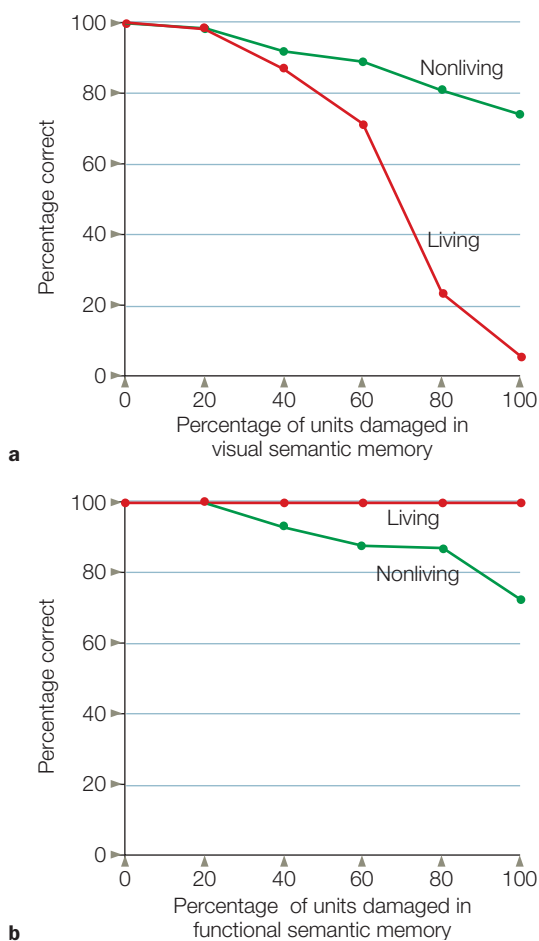 100
80
60
40
20
0
Percentage correct
Nonliving
Living
0 20 40 60 80 100
Percentage of units damaged in
visual semantic memory
a
100
80
60
40
20
0
Percentage correct
Living
Nonliving
0 20 40 60 80 100
Percentage of units damaged in
functional semantic memory
b